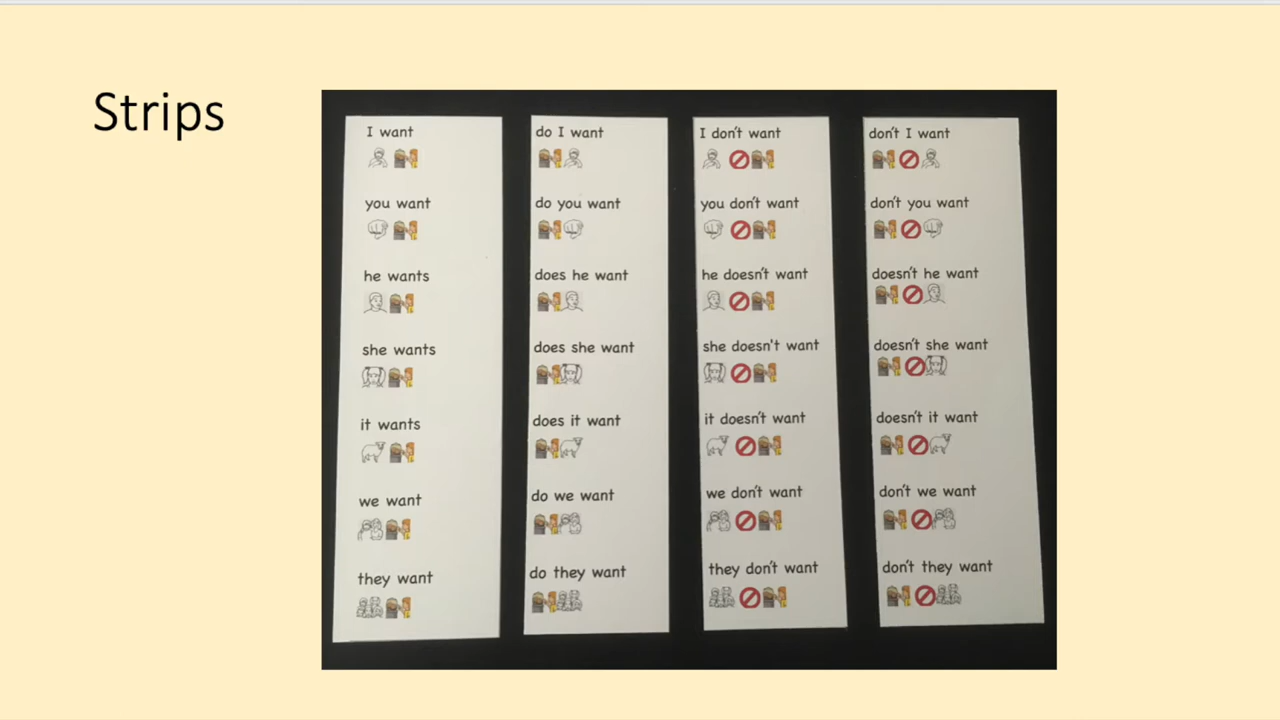 Strips
I want
you want
he wants
she wants
it wants
we want
they want
do I want
do you want
does he want
does she want
does it want
do we want
do they want
I don't want
you don't want
he doesn't want
she doesn't want
it doesn't want
we don't want
they don't want
don't I want
don't you want
doesn't he want
doesn't she want
doesn't it want
don't we want
don't they want